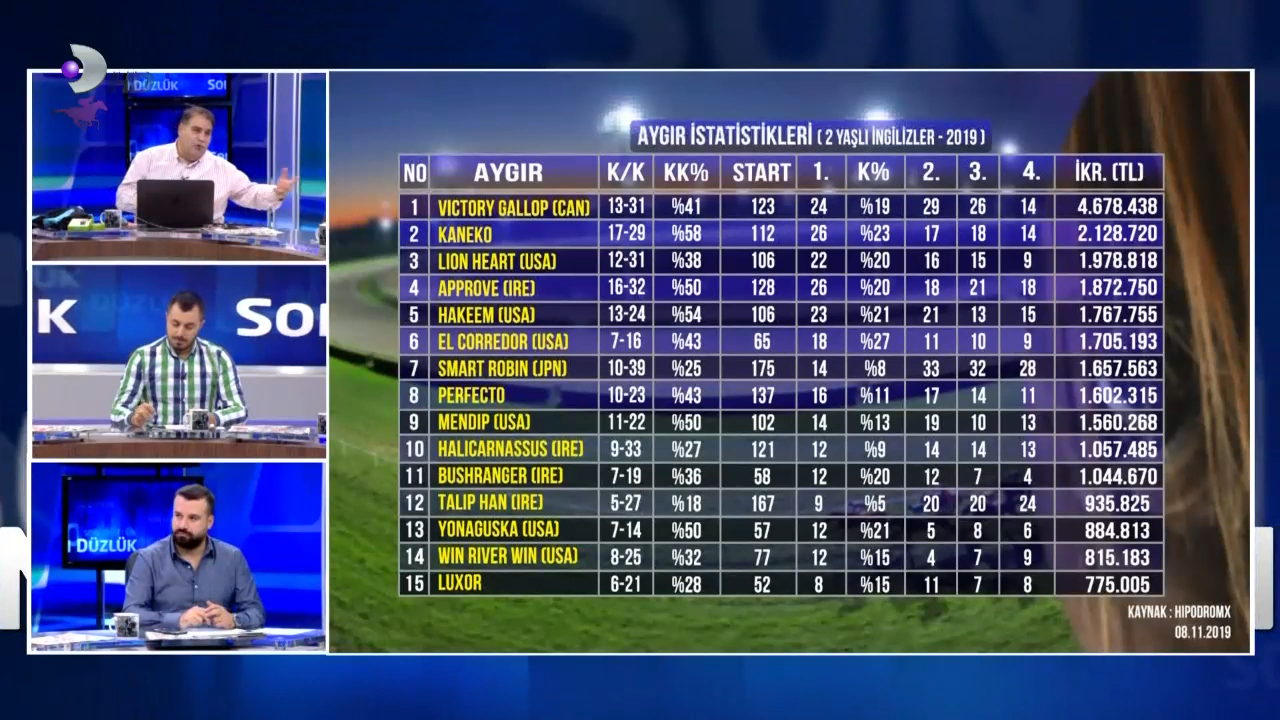 SON
DÜZLÜK
SO
K
DÜZLÜK
SO
DÜZLÜK
AYGIR İSTATİSTİKLERİ ( 2 YAŞLI İNGİLİZLER - 2019 )
NO AYGIR K/K KK% START 1. K% 2. 3. 4. İKR. (TL)
1 VICTORY GALLOP (CAN) 13-31 %41 123 24 %19 29 26 14 4.678.438
2 KANEKO 17-29 %58 112 26 %23 17 18 14 2.128.720
3 LION HEART (USA) 12-31 %38 106 22 %20 16 15 9 1.978.818
4 APPROVE (IRE) 16-32 %50 128 26 %20 18 21 18 1.872.750
5 HAKEEM (USA) 13-24 %54 106 23 %21 21 13 15 1.767.755
6 EL CORREDOR (USA) 7-16 %43 65 18 %27 11 10 9 1.705.193
7 SMART ROBIN (JPN) 10-39 %25 175 14 %8 33 32 28 1.657.563
8 PERFECTO 10-23 %43 137 16 %11 17 14 11 1.602.315
9 MENDIP (USA) 11-22 %50 102 14 %13 19 10 13 1.560.268
10 HALICARNASSUS (IRE) 9-33 %27 121 12 %9 14 14 13 1.057.485
11 BUSHRANGER (IRE) 7-19 %36 58 12 %20 12 7 4 1.044.670
12 TALIP HAN (IRE) 5-27 %18 167 9 %5 20 20 24 935.825
13 YONAGUSKA (USA) 7-14 %50 57 12 %21 5 8 6 884.813
14 WIN RIVER WIN (USA) 8-25 %32 77 12 %15 4 7 9 815.183
15 LUXOR 6-21 %28 52 8 %15 11 7 8 775.005
KAYNAK : HIPODROMX
08.11.2019